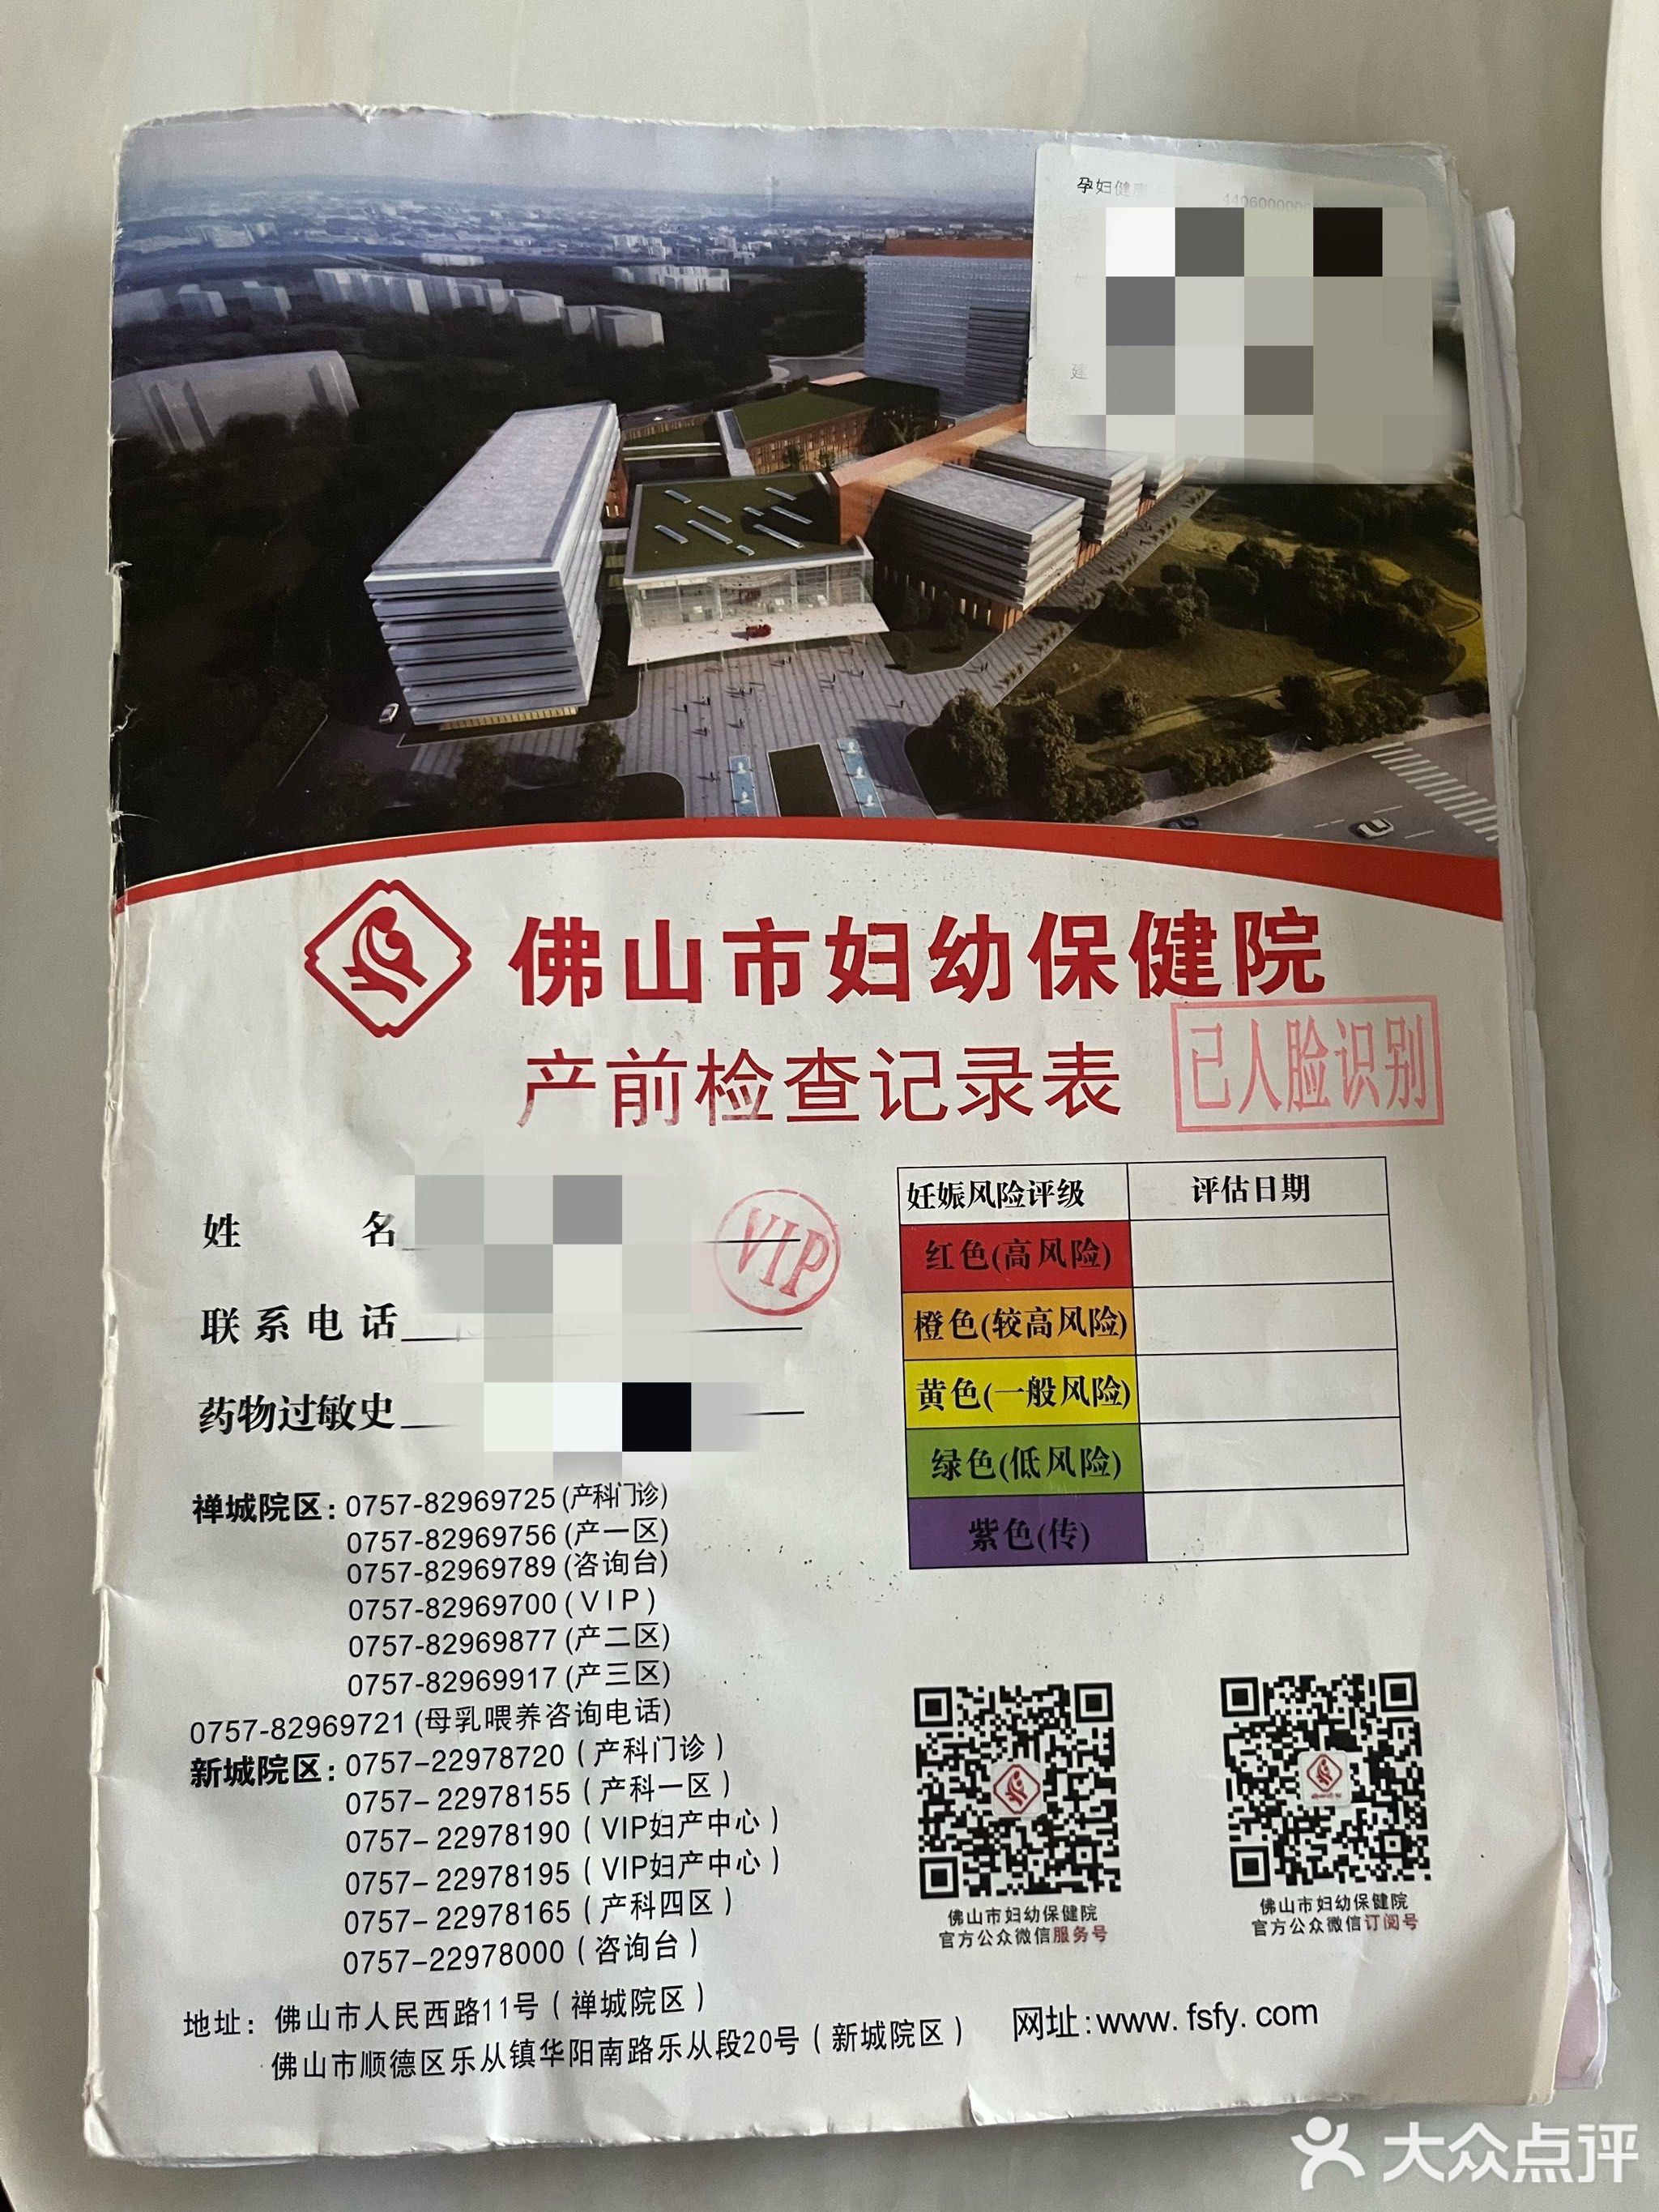 孕妇健
建
佛山市妇幼保健院
产前检查记录表
已人脸识别
姓 名
VIP
联系电话
药物过敏史
妊娠风险评级 评估日期
红色(高风险)
橙色(较高风险)
黄色(一般风险)
绿色(低风险)
紫色(传)
禅城院区: 0757-82969725(产科门诊)
0757-82969756(产一区)
0757-82969789(咨询台)
0757-82969700(VIP)
0757-82969877(产二区)
0757-82969917(产三区)
0757-82969721(母乳喂养咨询电话)
新城院区: 0757-22978720(产科门诊)
0757-22978155(产科一区)
0757-22978190(VIP妇产中心)
0757-22978195(VIP妇产中心)
0757-22978165(产科四区)
0757-22978000(咨询台)
佛山市妇幼保健院
官方公众微信服务号
佛山市妇幼保健院
官方公众微信订阅号
地址: 佛山市人民西路11号(禅城院区)
佛山市顺德区乐从镇华阳南路乐从段20号(新城院区)
网址:www.fsfy.com
大众点评